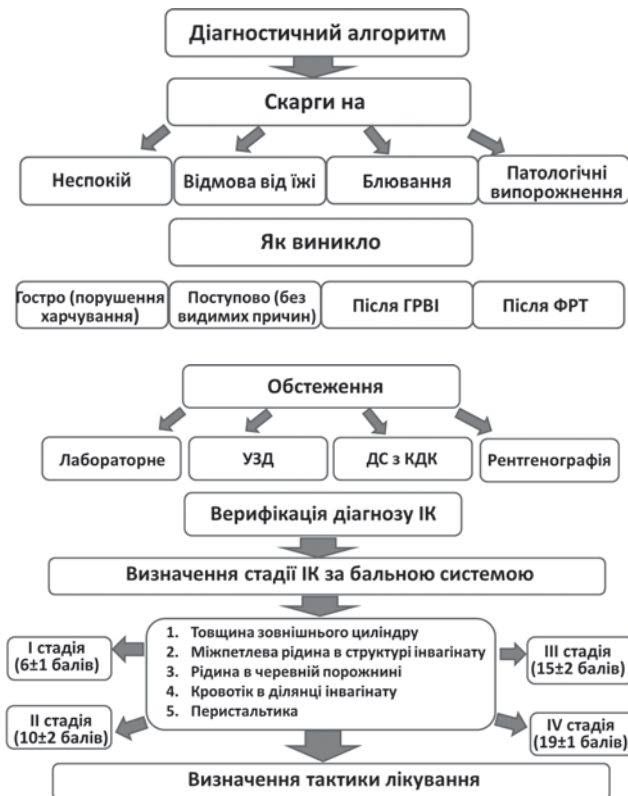 Діагностичний алгоритм
Скарги на
Неспокій
Відмова від їжі
Блювання
Патологічні
випорожнення
Як виникло
Гостро (порушення
харчування)
Поступово (без
видимих причин)
Після ГРВІ
Після ФРТ
Обстеження
Лабораторне
УЗД
ДС з КДК
Рентгенографія
Верифікація діагнозу ІК
Визначення стадії ІК за бальною системою
І стадія
(6±1 балів)
ІІ стадія
(10±2 балів)
1. Товщина зовнішнього циліндру
2. Міжпетлева рідина в структурі інвагінату
3. Рідина в черевній порожнині
4. Кровотік в ділянці інвагінату
5. Перистальтика
ІІІ стадія
(15±2 балів)
IV стадія
(19±1 балів)
Визначення тактики лікування